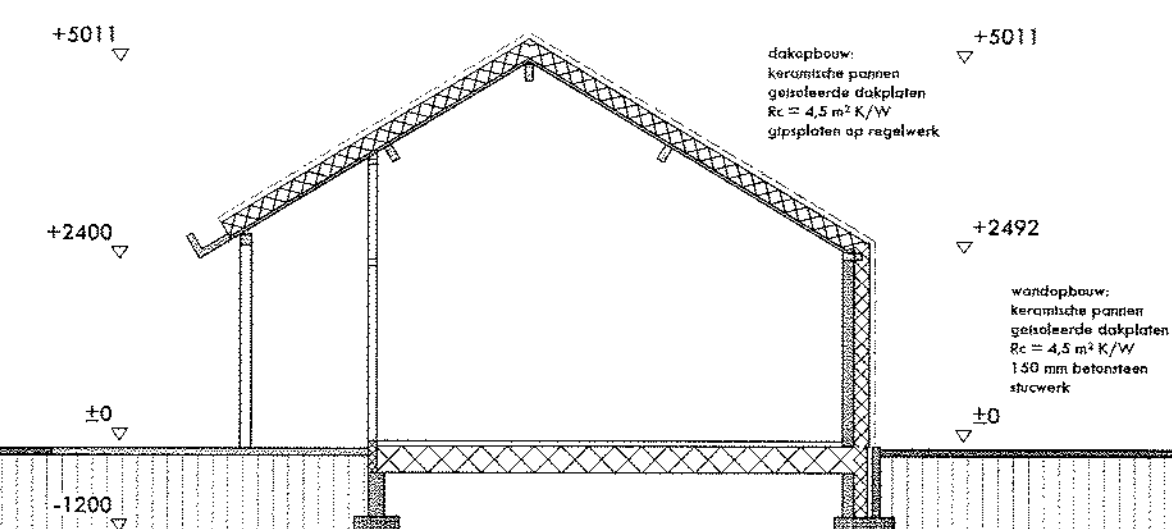 +5011
+5011
dakopbouw:
keramische pannen
geïsoleerde dakplaten
Rc = 4,5 m² K/W
gipsplaten op regelwerk
+2400
+2492
wandopbouw:
keramische pannen
geïsoleerde dakplaten
Rc = 4,5 m² K/W
150 mm betonsteen
stucwerk
±0
±0
-1200